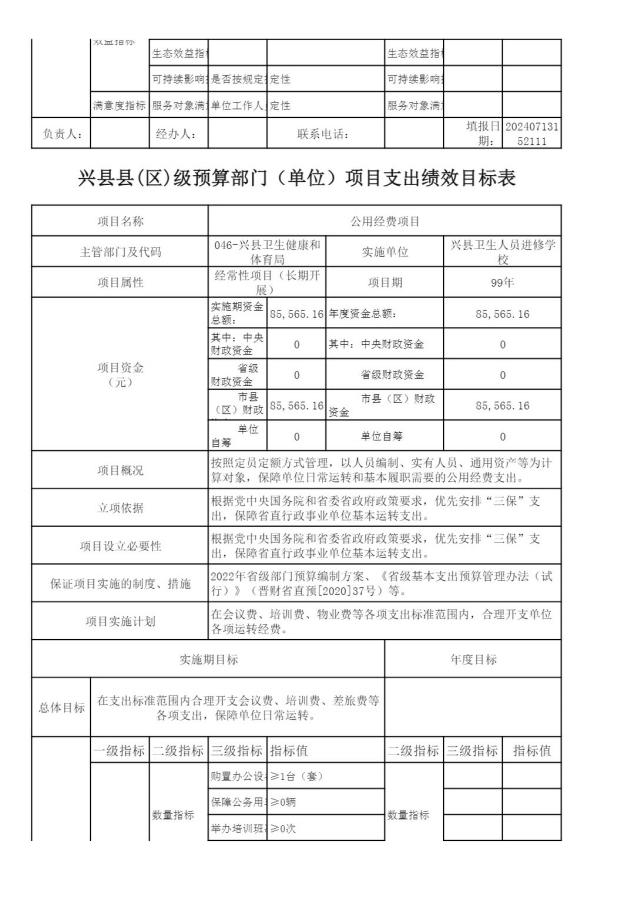 效益指标
生态效益指 生态效益指
可持续影响 是否按规定 定性 可持续影响
满意度指标 服务对象满 单位工作人 定性 服务对象满
负责人: 经办人: 联系电话: 填报日期: 20240713152111
兴县县(区)级预算部门（单位）项目支出绩效目标表
项目名称 公用经费项目
主管部门及代码 046-兴县卫生健康和体育局 实施单位 兴县卫生人员进修学校
项目属性 经常性项目（长期开展） 项目期 99年
项目资金（元）
实施期资金总额: 85,565.16 年度资金总额: 85,565.16
其中: 中央财政资金 0 其中: 中央财政资金 0
省级财政资金 0 省级财政资金 0
市县（区）财政 85,565.16 市县（区）财政资金 85,565.16
单位自筹 0 单位自筹 0
项目概况 按照定员定额方式管理，以人员编制、实有人员、通用资产等为计
算对象，保障单位日常运转和基本履职需要的公用经费支出。
立项依据 根据党中央国务院和省委省政府政策要求，优先安排“三保”支
出，保障省直行政事业单位基本运转支出。
项目设立必要性 根据党中央国务院和省委省政府政策要求，优先安排“三保”支
出，保障省直行政事业单位基本运转支出。
保证项目实施的制度、措施 2022年省级部门预算编制方案、《省级基本支出预算管理办法（试
行）》（晋财省直预[2020]37号）等。
项目实施计划 在会议费、培训费、物业费等各项支出标准范围内，合理开支单位
各项运转经费。
实施期目标 年度目标
总体目标 在支出标准范围内合理开支会议费、培训费、差旅费等
各项支出，保障单位日常运转。
一级指标 二级指标 三级指标 指标值 二级指标 三级指标 指标值
数量指标 数量指标
购置办公设 ≥1台（套）
保障公务用 ≥0辆
举办培训班 ≥0次